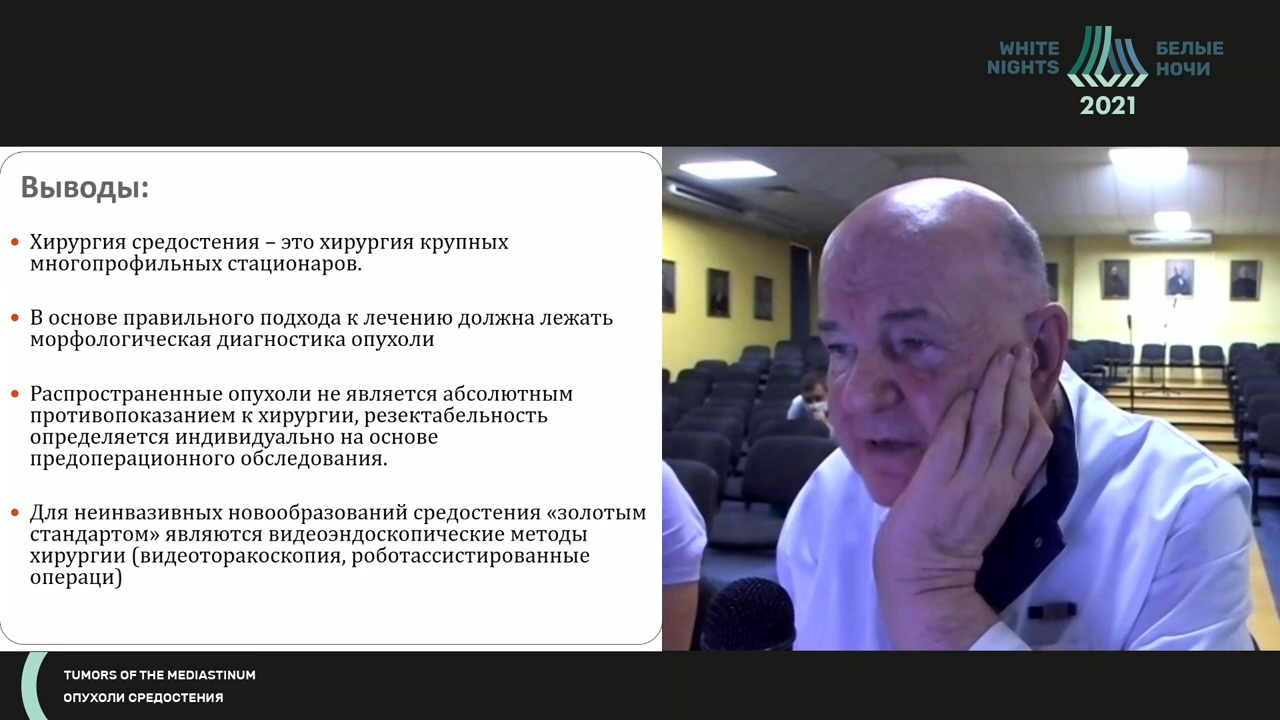 WHITE
NIGHTS
БЕЛЫЕ
НОЧИ
2021
Выводы:
• Хирургия средостения – это хирургия крупных
многопрофильных стационаров.
• В основе правильного подхода к лечению должна лежать
морфологическая диагностика опухоли
• Распространенные опухоли не является абсолютным
противопоказанием к хирургии, резектабельность
определяется индивидуально на основе
предоперационного обследования.
• Для неинвазивных новообразований средостения «золотым
стандартом» являются видеоэндоскопические методы
хирургии (видеоторакоскопия, роботассистированные
операци)
TUMORS OF THE MEDIASTINUM
ОПУХОЛИ СРЕДОСТЕНИЯ